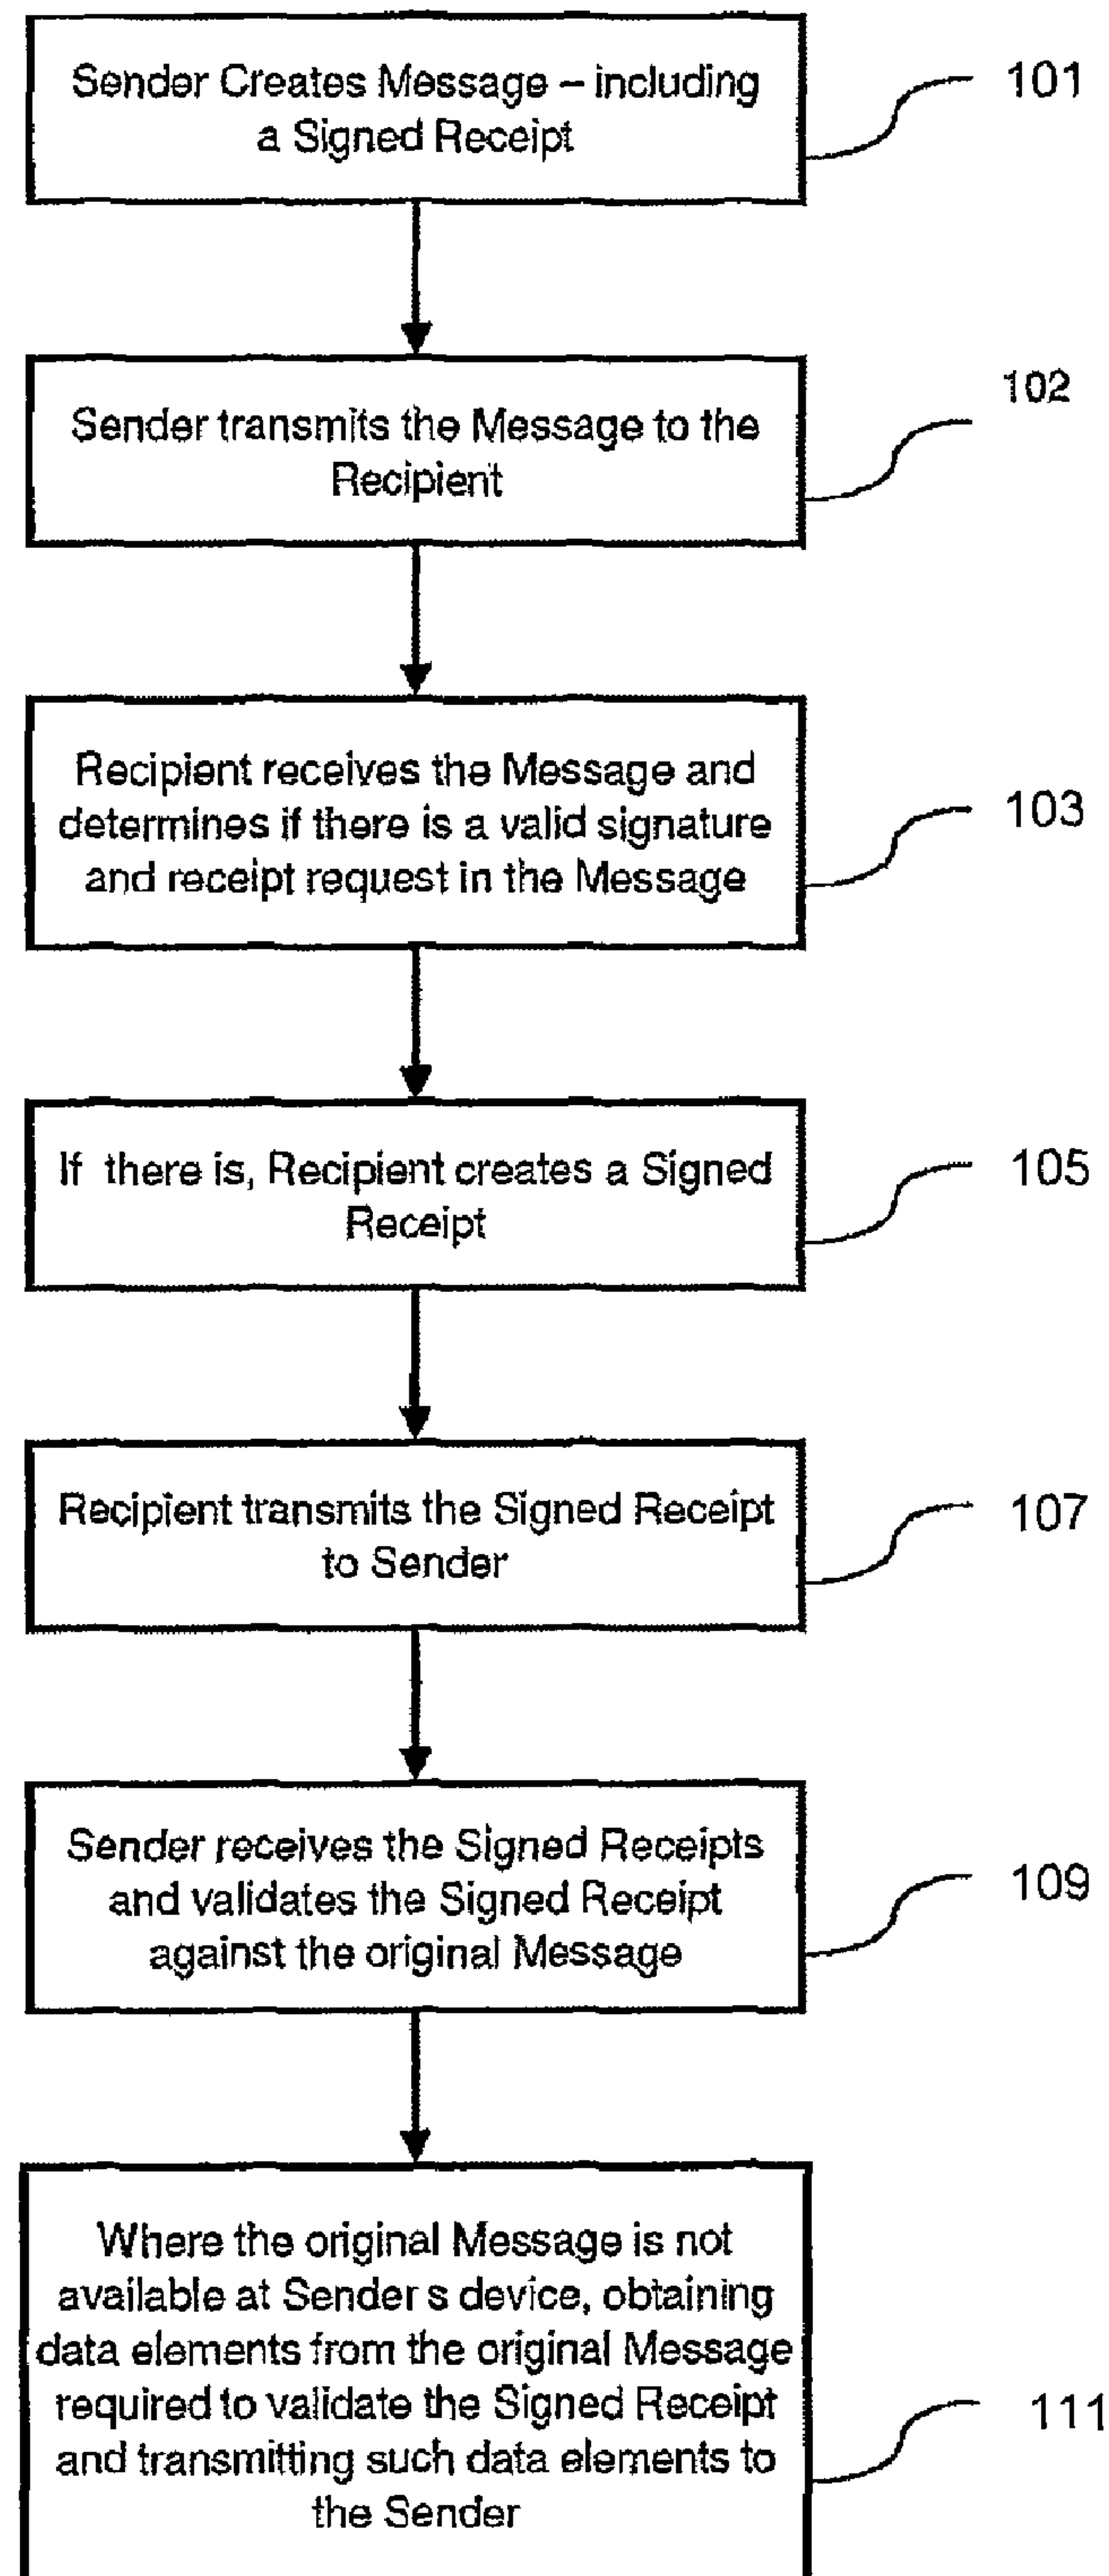 Sender Creates Message – including
a Signed Receipt
101
Sender transmits the Message to the
Recipient
102
Recipient receives the Message and
determines if there is a valid signature
and receipt request in the Message
103
If there is, Recipient creates a Signed
Receipt
105
Recipient transmits the Signed Receipt
to Sender
107
Sender receives the Signed Receipts
and validates the Signed Receipt
against the original Message
109
Where the original Message is not
available at Sender s device, obtaining
data elements from the original Message
required to validate the Signed Receipt
and transmitting such data elements to
the Sender
111